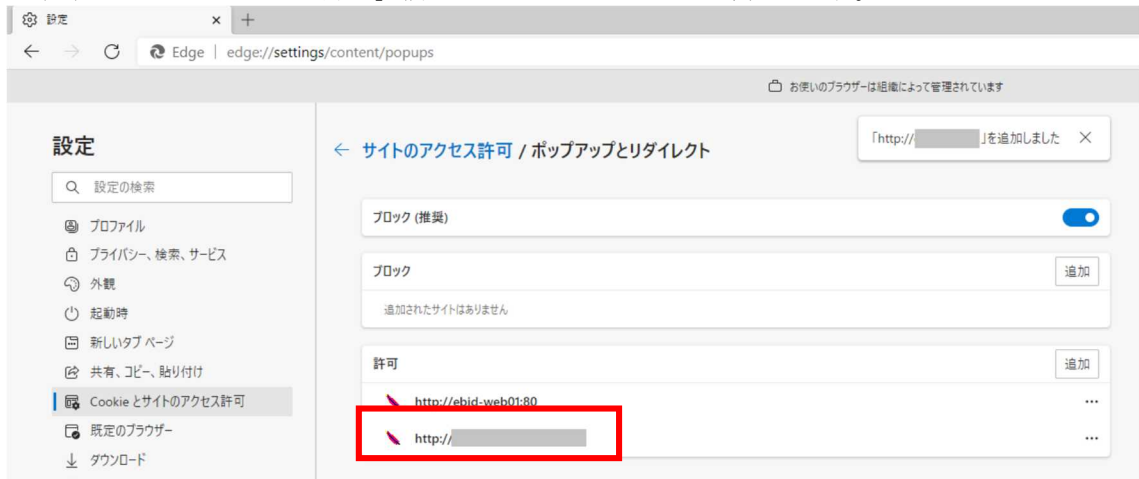 設定
Edge | edge://settings/content/popups
お使いのブラウザーは組織によって管理されています
「http:// 」を追加しました
設定
設定の検索
プロファイル
プライバシー、検索、サービス
外観
起動時
新しいタブ ページ
共有、コピー、貼り付け
Cookie とサイトのアクセス許可
既定のブラウザー
ダウンロード
サイトのアクセス許可 / ポップアップとリダイレクト
ブロック (推奨)
ブロック
追加
追加されたサイトはありません
許可
追加
http://ebid-web01:80
http://